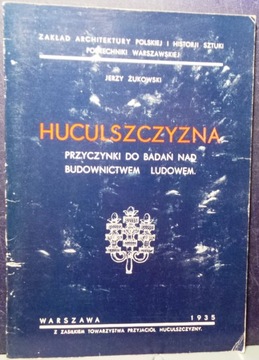 ZAKŁAD ARCHITEKTURY POLSKIEJ I HISTORJI SZTUKI
POLITECHNIKI WARSZAWSKIEJ
JERZY ŻUKOWSKI
HUCULSZCZYZNA
PRZYCZYNKI DO BADAŃ NAD
BUDOWNICTWEM LUDOWEM.
WARSZAWA 1935
Z ZASIŁKIEM TOWARZYSTWA PRZYJACIÓŁ HUCULSZCZYZNY.